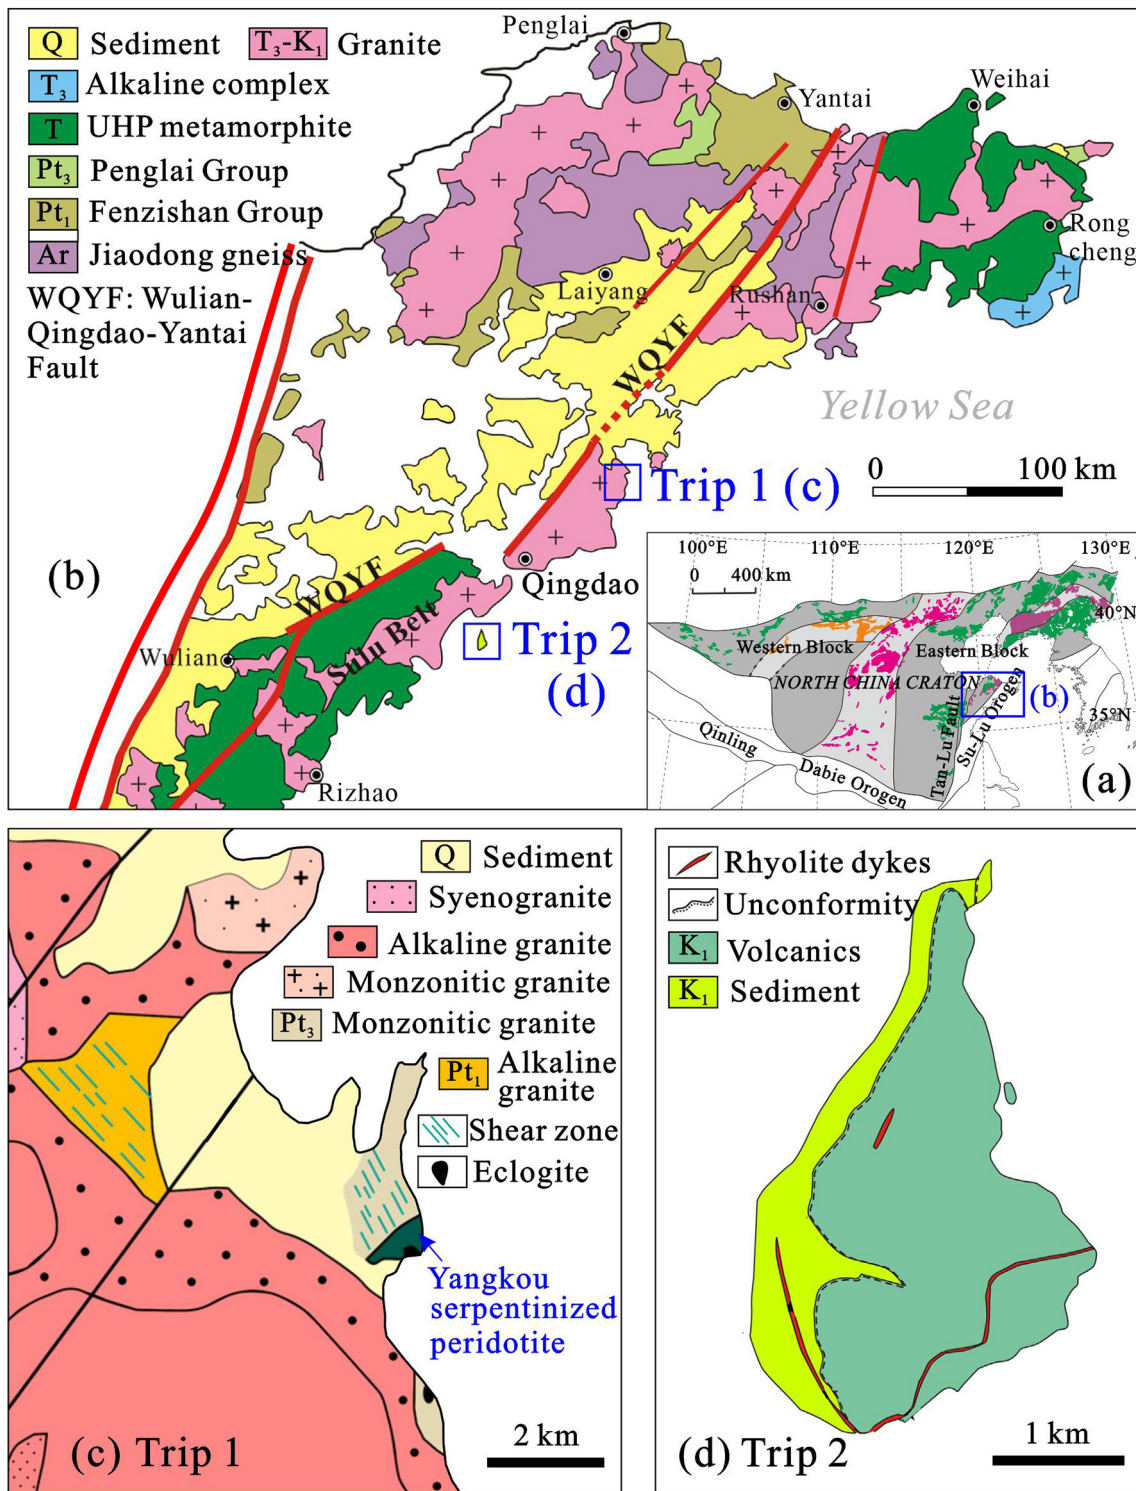 Q Sediment T₃-K₁ Granite
T₃ Alkaline complex
T UHP metamorphite
Pt₃ Penglai Group
Pt₁ Fenzishan Group
Ar Jiaodong gneiss
WQYF: Wulian-
Qingdao-Yantai
Fault
Penglai
Yantai
Weihai
Rong
cheng
Laiyang
Rushan
WQYF
Yellow Sea
0 100 km
Trip 1 (c)
(b)
Qingdao
WQYF
Sulu Belt
Wulian
Trip 2
(d)
Rizhao
100°E 110°E 120°E 130°E
0 400 km
40°N
Western Block Eastern Block
NORTH CHINA CRATON
(b)
35°N
Qinling
Dabie Orogen
Tan-Lu Fault
Su-Lu Orogen
(a)
Q Sediment
Syenogranite
Alkaline granite
Monzonitic granite
Pt₃ Monzonitic granite
Pt₁ Alkaline
granite
Shear zone
Eclogite
Yangkou
serpentinized
peridotite
(c) Trip 1
2 km
Rhyolite dykes
Unconformity
K₁ Volcanics
K₁ Sediment
(d) Trip 2
1 km